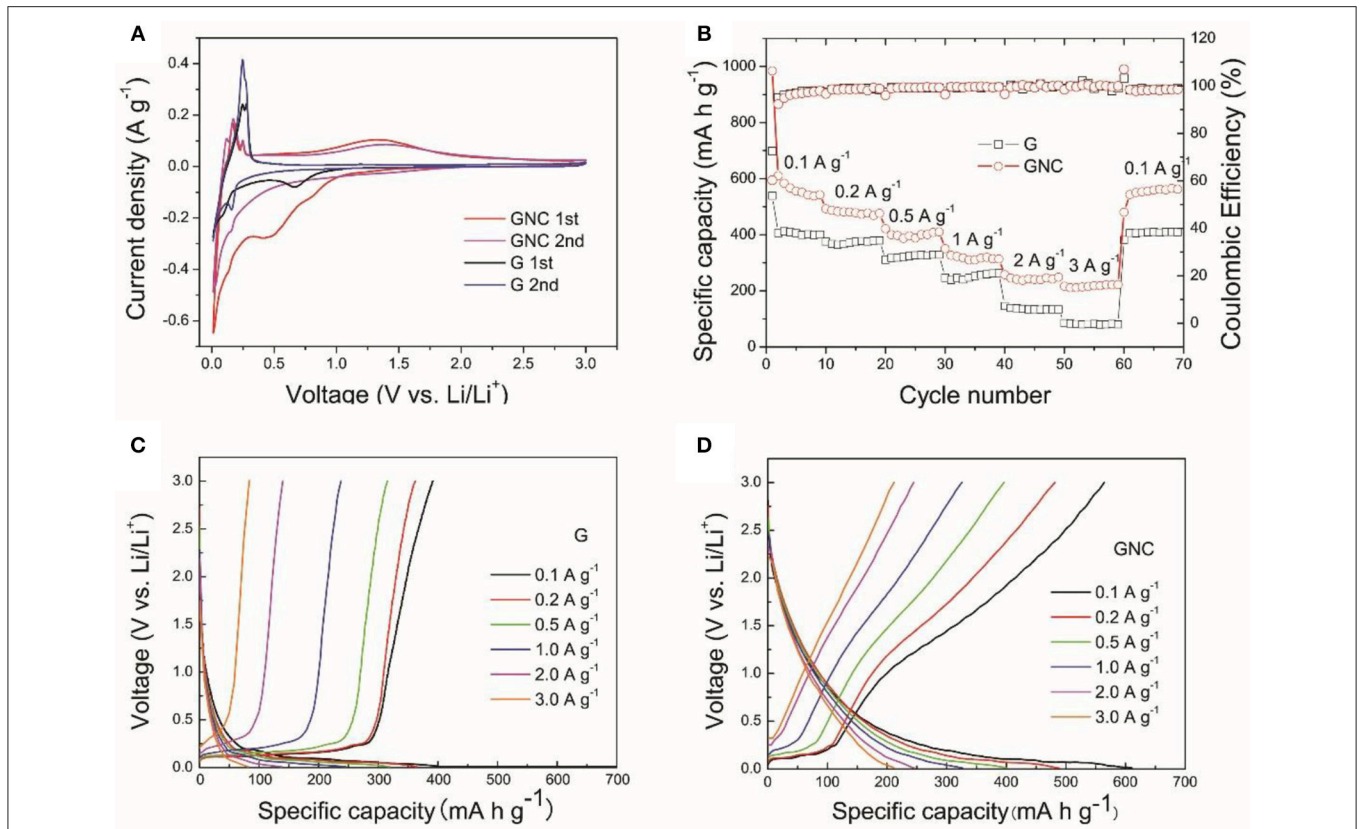 A
Current density (A g⁻¹)
0.4
0.2
0.0
-0.2
-0.4
-0.6
GNC 1st
GNC 2nd
G 1st
G 2nd
0.0 0.5 1.0 1.5 2.0 2.5 3.0
Voltage (V vs. Li/Li⁺)
B
Specific capacity (mA h g⁻¹)
1000
900
800
700
600
500
400
300
200
100
0
G
GNC
0.1 A g⁻¹
0.2 A g⁻¹
0.5 A g⁻¹
1 A g⁻¹
2 A g⁻¹
3 A g⁻¹
0.1 A g⁻¹
120
100
80
60
40
20
0
Coulombic Efficiency (%)
0 10 20 30 40 50 60 70
Cycle number
C
Voltage (V vs. Li/Li⁺)
3.0
2.5
2.0
1.5
1.0
0.5
0.0
G
0.1 A g⁻¹
0.2 A g⁻¹
0.5 A g⁻¹
1.0 A g⁻¹
2.0 A g⁻¹
3.0 A g⁻¹
0 100 200 300 400 500 600 700
Specific capacity (mA h g⁻¹)
D
Voltage (V vs. Li/Li⁺)
3.0
2.5
2.0
1.5
1.0
0.5
0.0
GNC
0.1 A g⁻¹
0.2 A g⁻¹
0.5 A g⁻¹
1.0 A g⁻¹
2.0 A g⁻¹
3.0 A g⁻¹
0 100 200 300 400 500 600 700
Specific capacity (mA h g⁻¹)